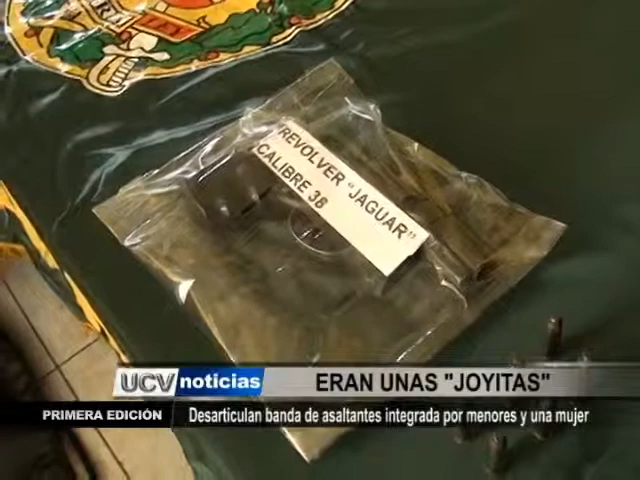 REVOLVER "JAGUAR"
CALIBRE 38
UCV noticias
ERAN UNAS "JOYITAS"
PRIMERA EDICIÓN
Desarticulan banda de asaltantes integrada por menores y una mujer